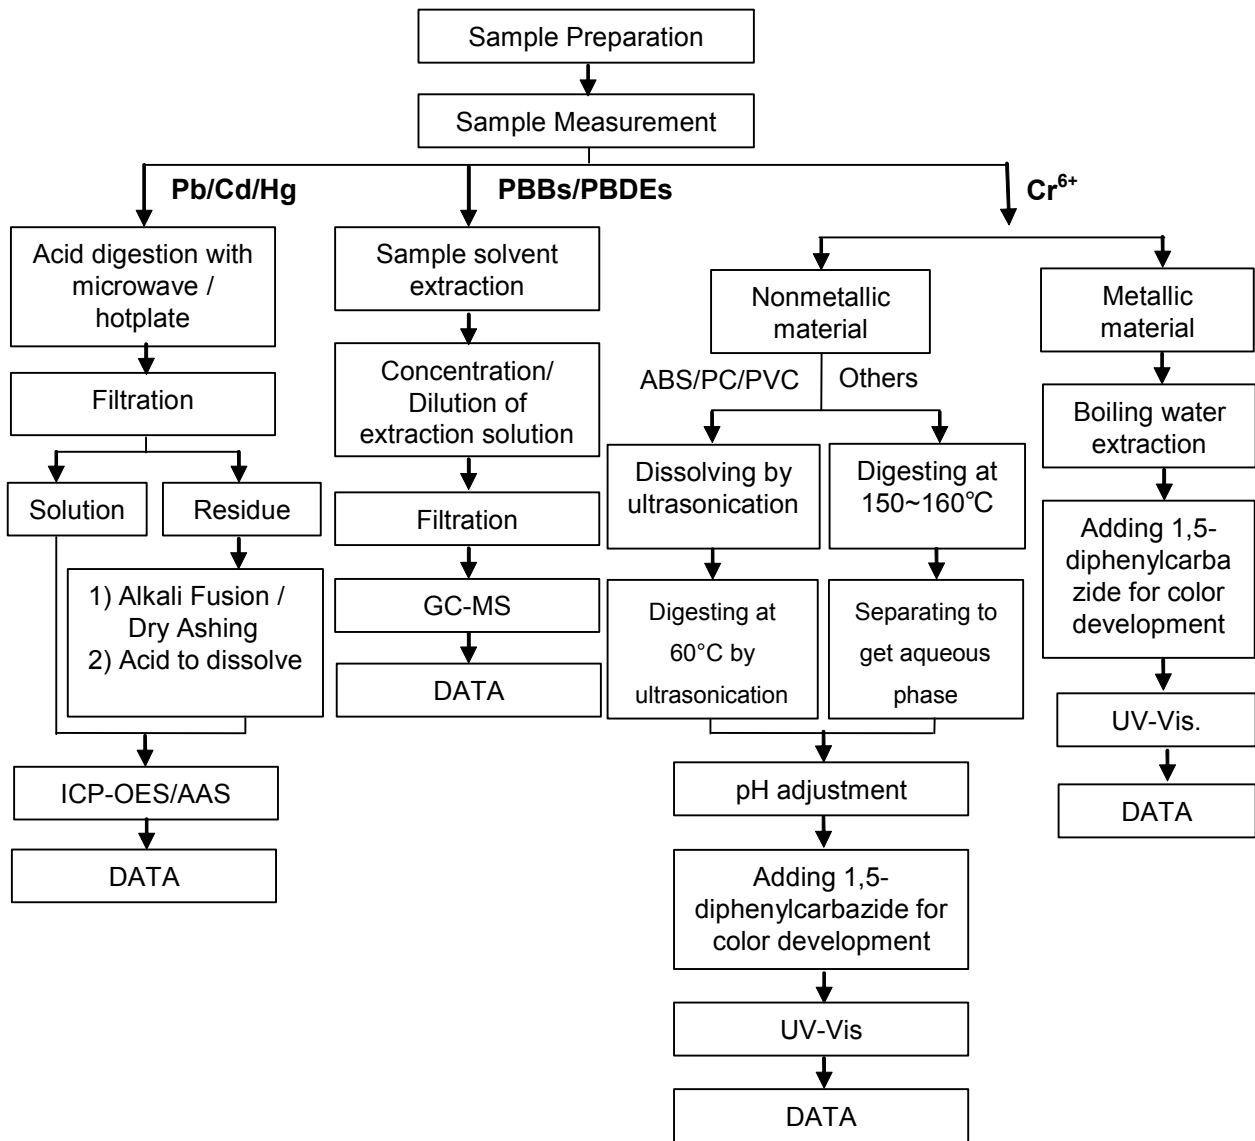 Sample Preparation
Sample Measurement
Pb/Cd/Hg
PBBs/PBDEs
Cr⁶⁺
Acid digestion with
microwave /
hotplate
Filtration
Solution
Residue
1) Alkali Fusion /
Dry Ashing
2) Acid to dissolve
ICP-OES/AAS
DATA
Sample solvent
extraction
Concentration/
Dilution of
extraction solution
Filtration
GC-MS
DATA
Nonmetallic
material
ABS/PC/PVC
Others
Dissolving by
ultrasonication
Digesting at
60°C by
ultrasonication
Digesting at
150~160℃
Separating to
get aqueous
phase
pH adjustment
Adding 1,5-
diphenylcarbazide for
color development
UV-Vis
DATA
Metallic
material
Boiling water
extraction
Adding 1,5-
diphenylcarba
zide for color
development
UV-Vis.
DATA